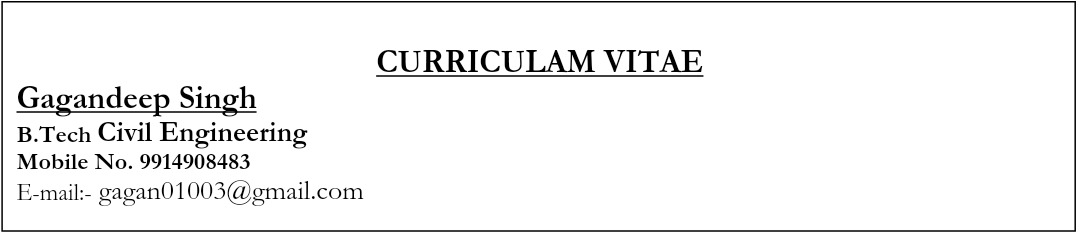 CURRICULAM VITAE
Gagandeep Singh
B.Tech Civil Engineering
Mobile No. 9914908483
E-mail:- gagan01003@gmail.com